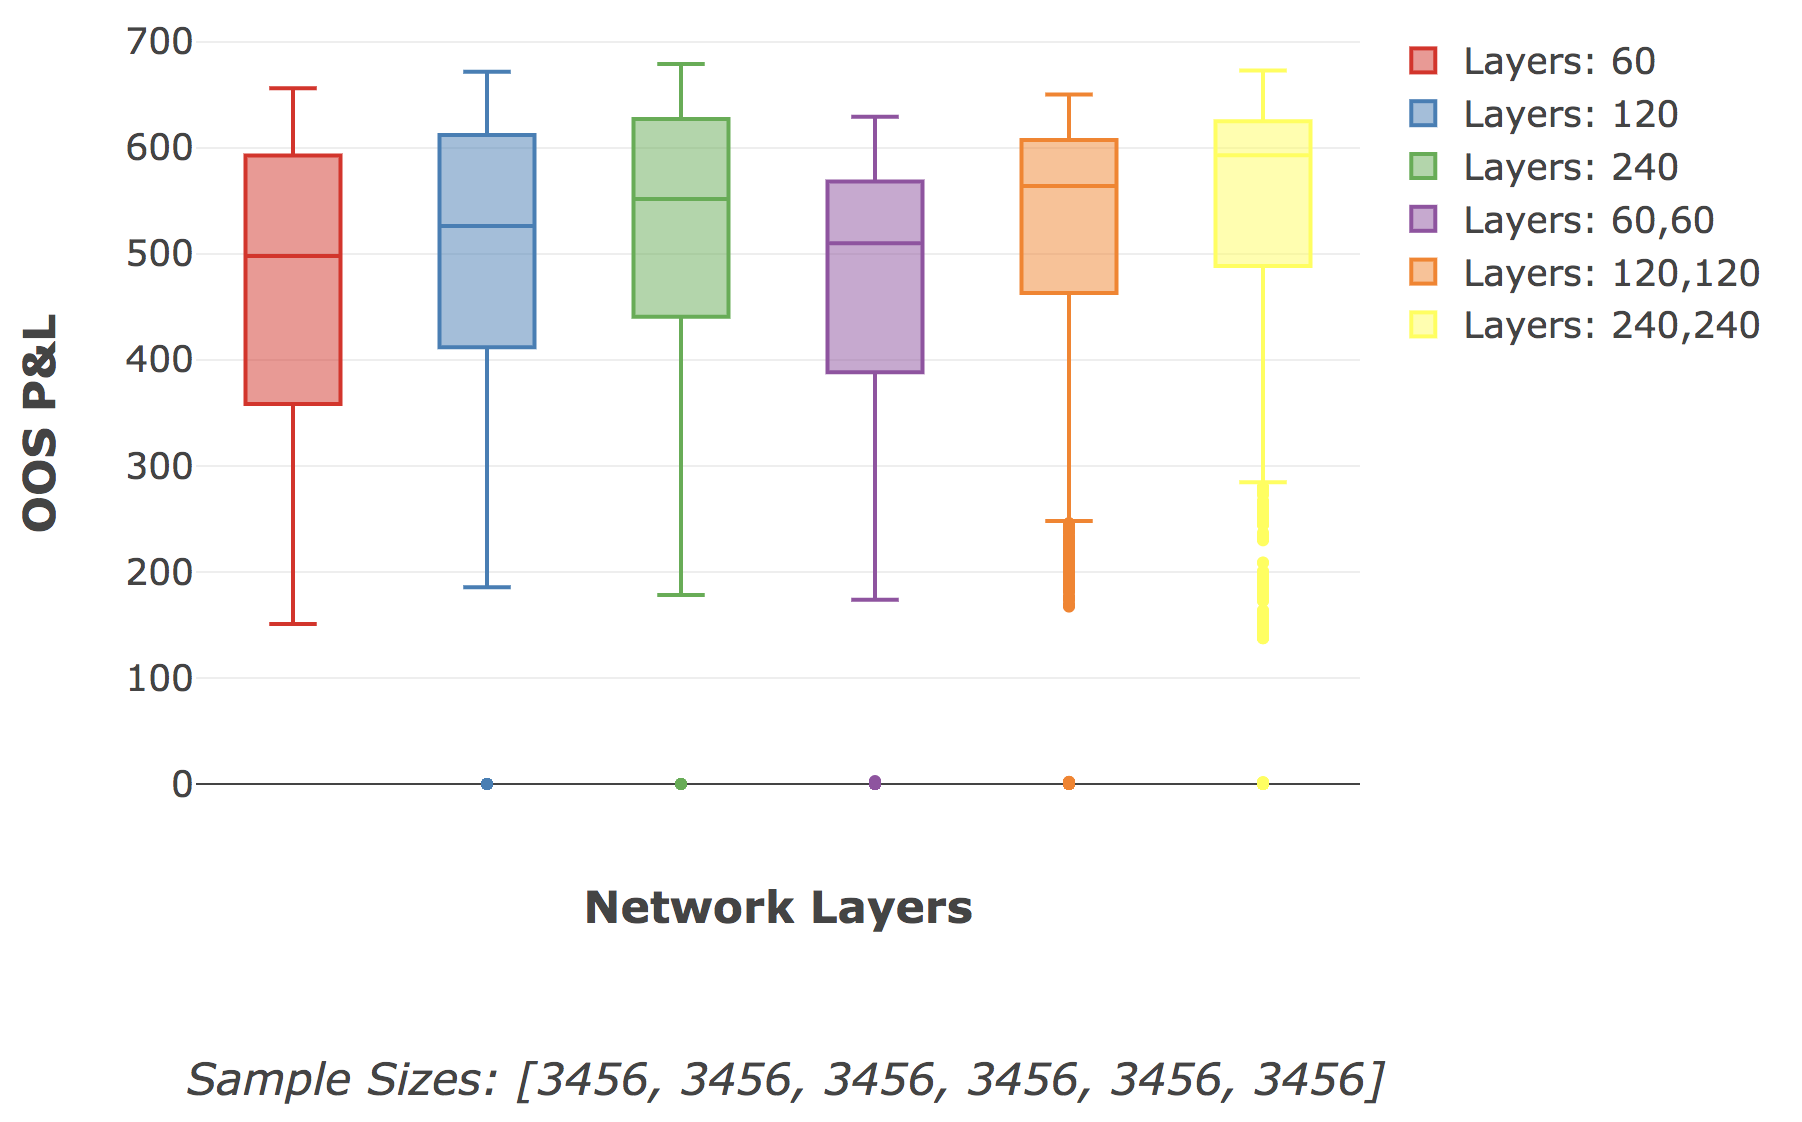 700
600
500
400
300
200
100
0
OOS P&L
Network Layers
Layers: 60
Layers: 120
Layers: 240
Layers: 60,60
Layers: 120,120
Layers: 240,240
Sample Sizes: [3456, 3456, 3456, 3456, 3456, 3456]